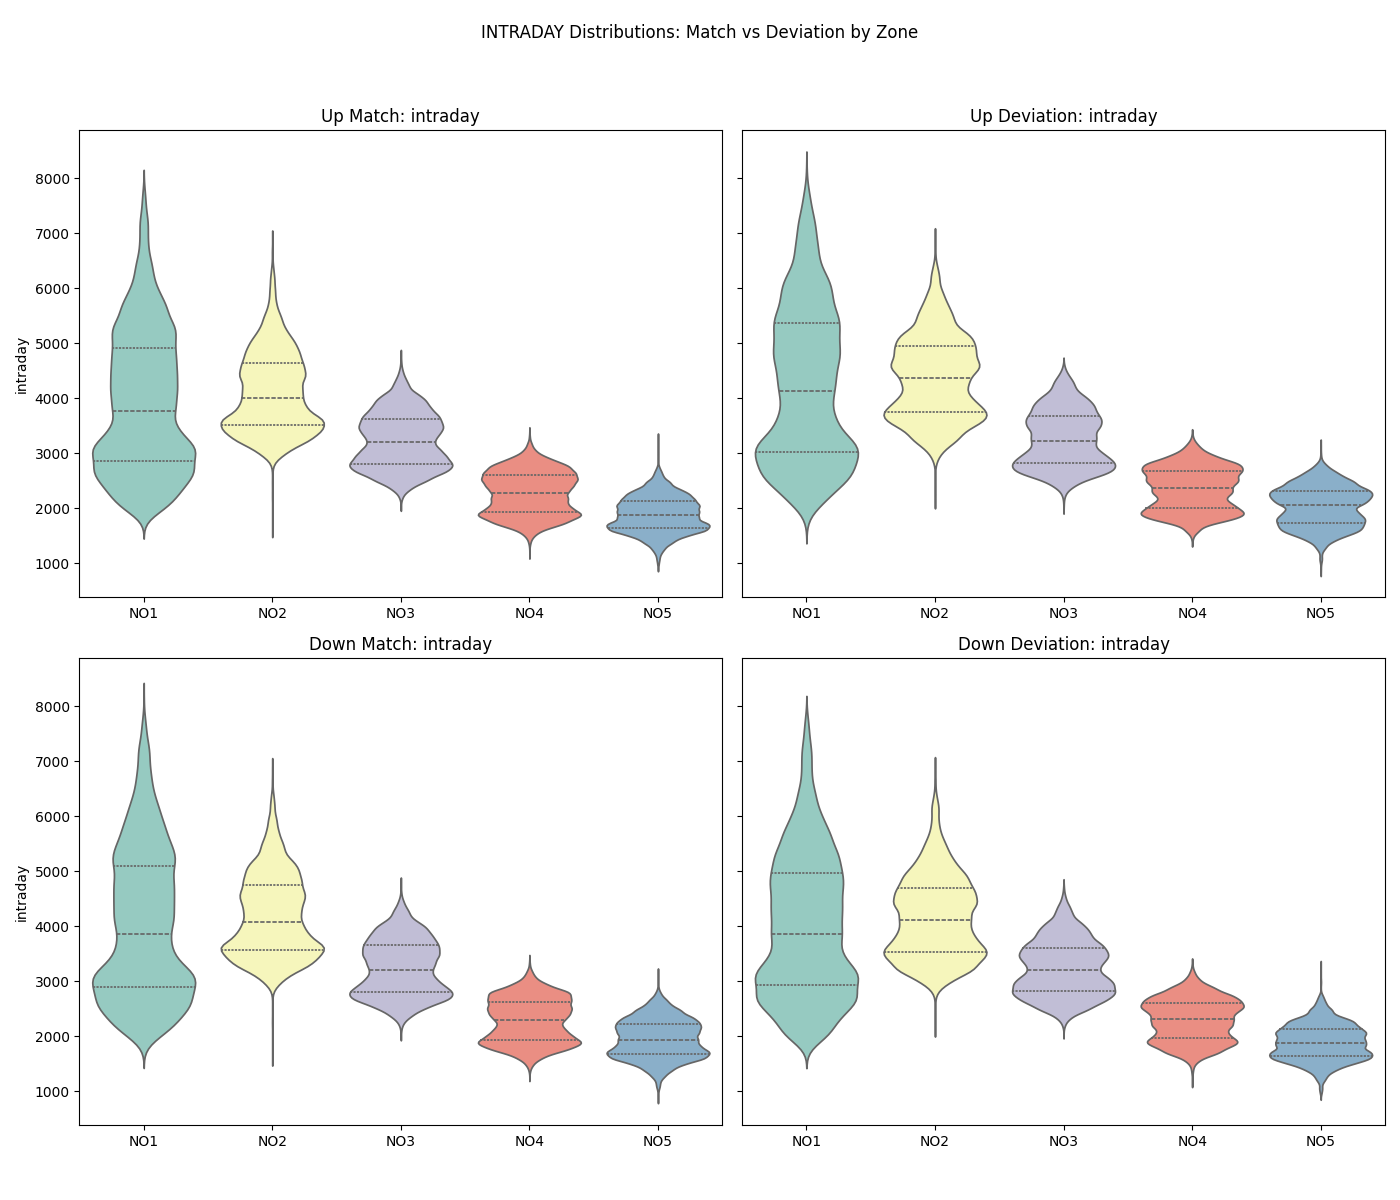 INTRADAY Distributions: Match vs Deviation by Zone
Up Match: intraday
Up Deviation: intraday
8000
7000
6000
5000
4000
3000
2000
1000
intraday
NO1 NO2 NO3 NO4 NO5
NO1 NO2 NO3 NO4 NO5
Down Match: intraday
Down Deviation: intraday
8000
7000
6000
5000
4000
3000
2000
1000
intraday
NO1 NO2 NO3 NO4 NO5
NO1 NO2 NO3 NO4 NO5